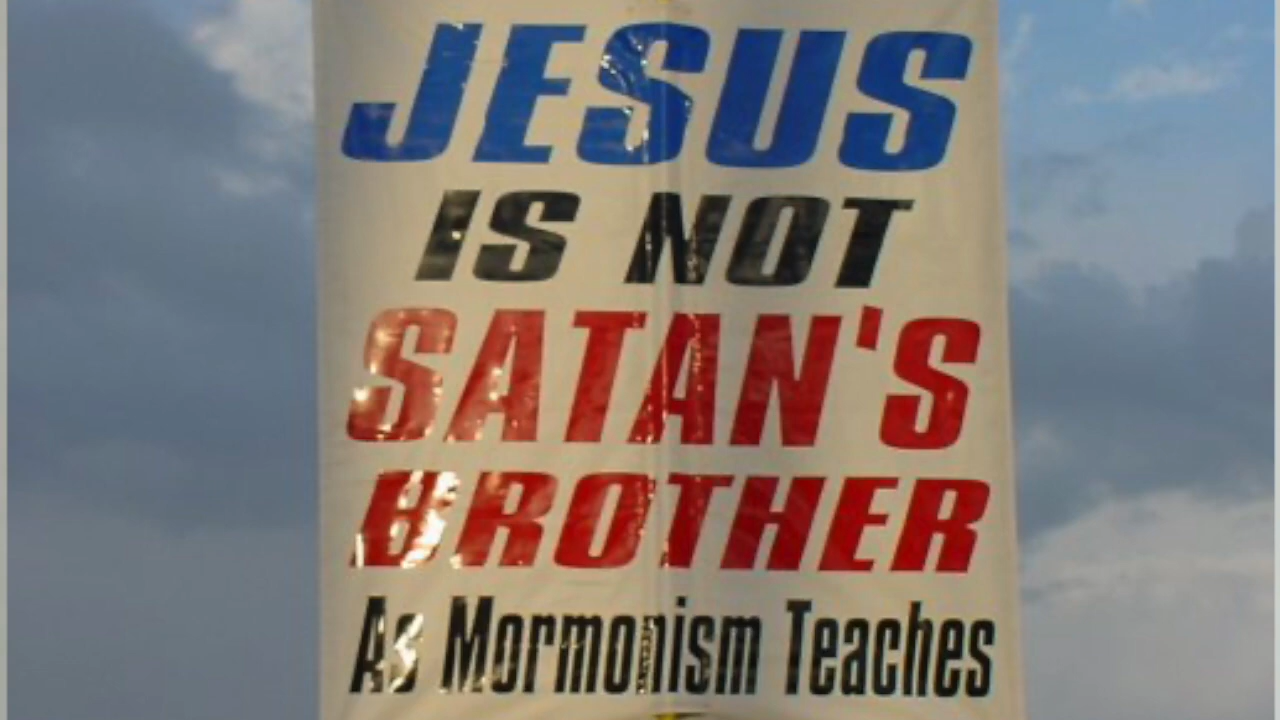 JESUS
IS NOT
SATAN'S
BROTHER
As Mormonism Teaches